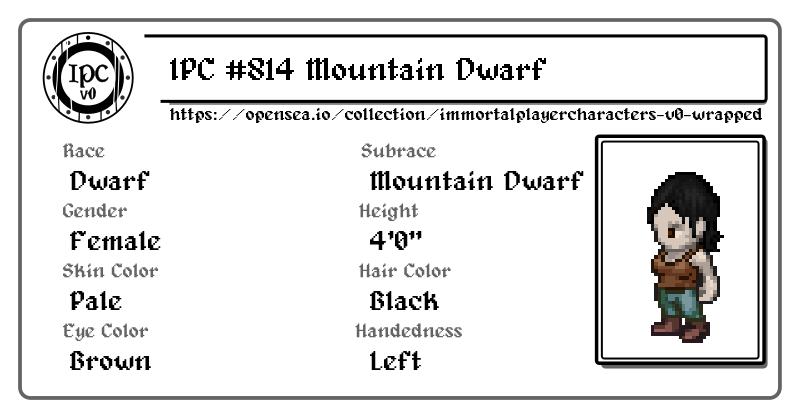 IPC v0
IPC #814 Mountain Dwarf
https://opensea.io/collection/immortalplayercharacters-v0-wrapped
Race
Dwarf
Subrace
Mountain Dwarf
Gender
Female
Height
4'0"
Skin Color
Pale
Hair Color
Black
Eye Color
Brown
Handedness
Left